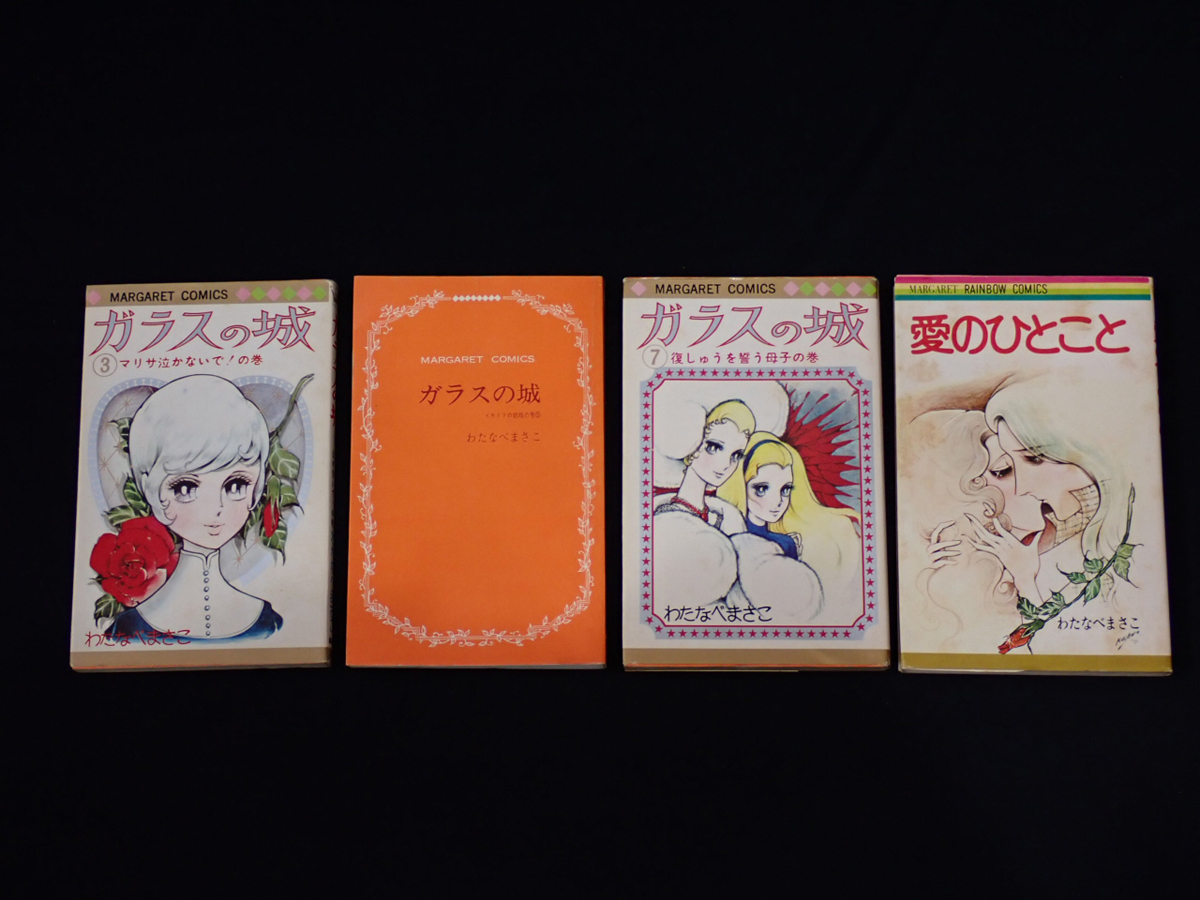 MARGARET COMICS
ガラスの城
3 マリサ泣かないで!の巻
わたなべまさこ
MARGARET COMICS
ガラスの城
わたなべまさこ
MARGARET COMICS
ガラスの城
7 復しゅうを誓う母子の巻
わたなべまさこ
MARGARET RAINBOW COMICS
愛のひとこと
わたなべまさこ